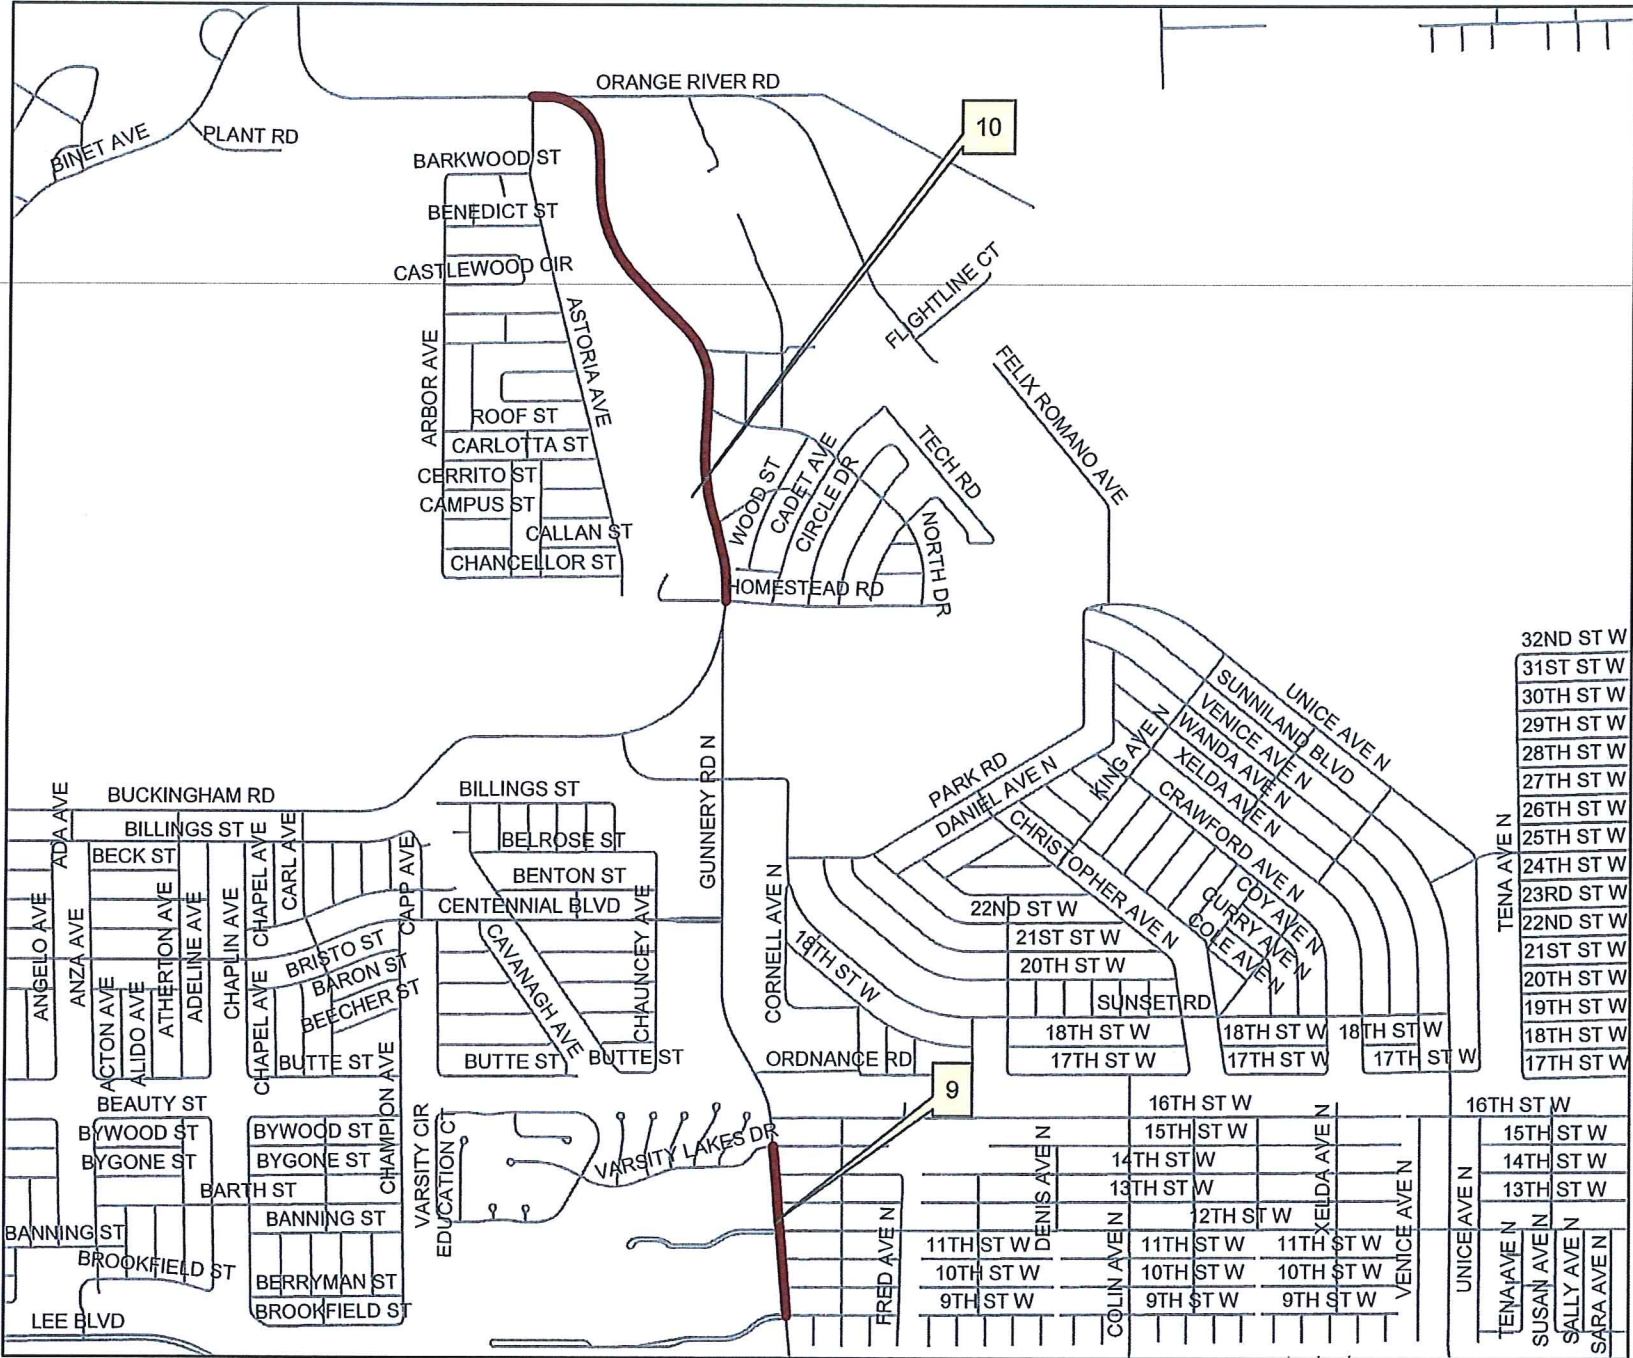 ORANGE RIVER RD
10
PLANT RD
BINET AVE
BARKWOOD ST
BENEDICT ST
CASTLEWOOD CIR
FLIGHTLINE CT
ASTORIA AVE
ARBOR AVE
FELIX ROMANO AVE
ROOF ST
CARLOTTA ST
CERRITO ST
CAMPUS ST
CALLAN ST
CHANCELLOR ST
WOOD ST
CADET AVE
CIRCLE DR
TECH RD
NORTH DR
HOMESTEAD RD
32ND ST W
31ST ST W
30TH ST W
29TH ST W
28TH ST W
27TH ST W
26TH ST W
25TH ST W
24TH ST W
23RD ST W
22ND ST W
21ST ST W
20TH ST W
19TH ST W
18TH ST W
17TH ST W
TENA AVE N
UNICE AVE N
SUNNILAND BLVD
VENICE AVE N
WANDA AVE N
XELDA AVE N
KING AVE N
CRAWFORD AVE N
COY AVE N
CURRY AVE N
COLE AVE N
PARK RD
DANIEL AVE N
CHRISTOPHER AVE N
GUNNERY RD N
BUCKINGHAM RD
BILLINGS ST
BILLINGS ST
BELROSE ST
BENTON ST
CENTENNIAL BLVD
ADA AVE
BECK ST
ANGELO AVE
ANZA AVE
ACTON AVE
ALIDO AVE
ATHERTON AVE
ADELINE AVE
CHAPLIN AVE
CHAPEL AVE
CARL AVE
CAPP AVE
BRISTO ST
BARON ST
BEECHER ST
CHAPEL AVE
BUTTE ST
CAVANAGH AVE
CHAUNCEY AVE
BUTTE ST
BUTTE ST
CORNELL AVE N
18TH ST W
22ND ST W
21ST ST W
20TH ST W
SUNSET RD
18TH ST W
18TH ST W
18TH ST W
17TH ST W
17TH ST W
17TH ST W
ORDNANCE RD
9
BEAUTY ST
BYWOOD ST
BYWOOD ST
BYGONE ST
BYGONE ST
BARTH ST
BANNING ST
BANNING ST
BROOKFIELD ST
BERRYMAN ST
BROOKFIELD ST
LEE BLVD
CHAMPION AVE
VARSITY CIR
EDUCATION CT
VARSITY LAKES DR
16TH ST W
16TH ST W
15TH ST W
15TH ST W
14TH ST W
14TH ST W
13TH ST W
13TH ST W
12TH ST W
11TH ST W
11TH ST W
11TH ST W
10TH ST W
10TH ST W
10TH ST W
9TH ST W
9TH ST W
9TH ST W
FRED AVE N
DENIS AVE N
COLIN AVE N
XELDA AVE N
VENICE AVE N
UNICE AVE N
TENA AVE N
SUSAN AVE N
SALLY AVE N
SARA AVE N